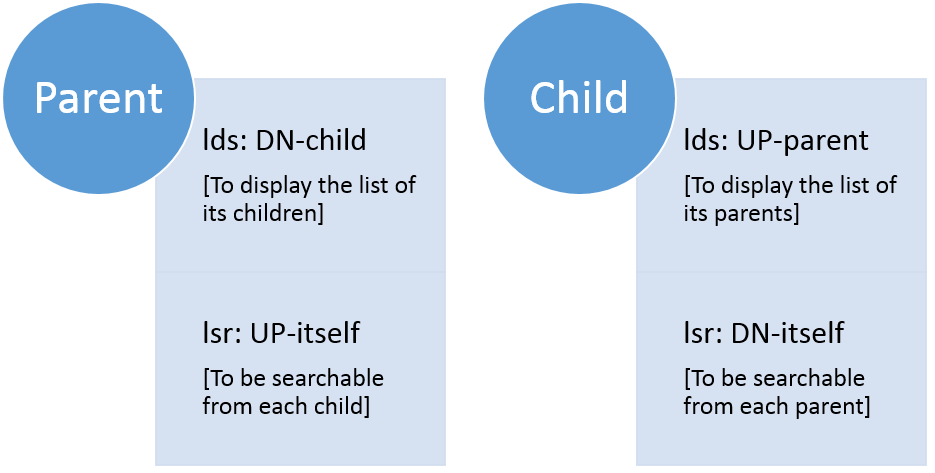 Parent
lds: DN-child
[To display the list of
its children]
lsr: UP-itself
[To be searchable
from each child]
Child
lds: UP-parent
[To display the list of
its parents]
lsr: DN-itself
[To be searchable
from each parent]